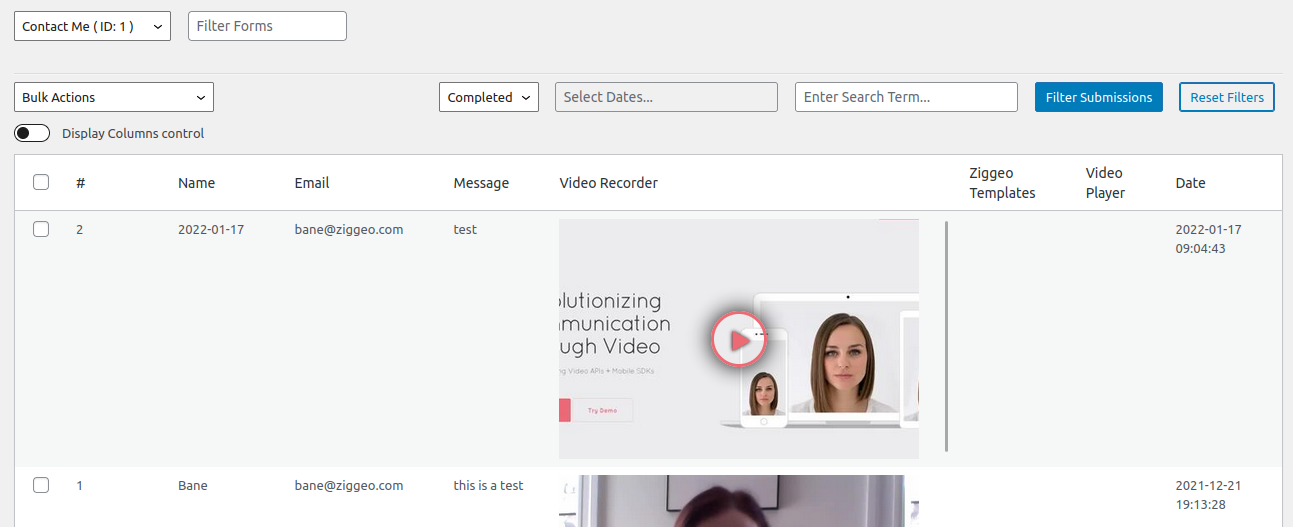 Contact Me ( ID: 1 )
Filter Forms
Bulk Actions
Completed
Select Dates...
Enter Search Term...
Filter Submissions
Reset Filters
Display Columns control
#
Name
Email
Message
Video Recorder
Ziggeo
Templates
Video
Player
Date
2
2022-01-17
bane@ziggeo.com
test
olutionizing
munication
ugh Video
ng Video APIs + Mobile SDKs
Try Demo
2022-01-17
09:04:43
1
Bane
bane@ziggeo.com
this is a test
2021-12-21
19:13:28